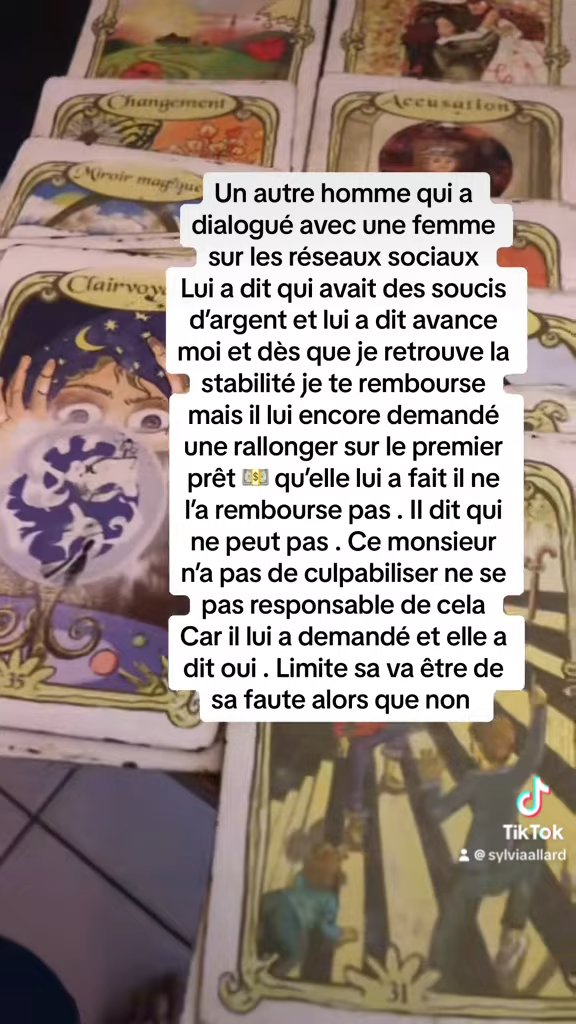 Changement
Accusation
Miroir magique
Clairvoy
Un autre homme qui a
dialogué avec une femme
sur les réseaux sociaux
Lui a dit qui avait des soucis
d'argent et lui a dit avance
moi et dès que je retrouve la
stabilité je te rembourse
mais il lui encore demandé
une rallonger sur le premier
prêt 💵 qu'elle lui a fait il ne
l'a rembourse pas . Il dit qui
ne peut pas . Ce monsieur
n'a pas de culpabiliser ne se
pas responsable de cela
Car il lui a demandé et elle a
dit oui . Limite sa va être de
sa faute alors que non
35
TikTok
@ sylviaallard
31